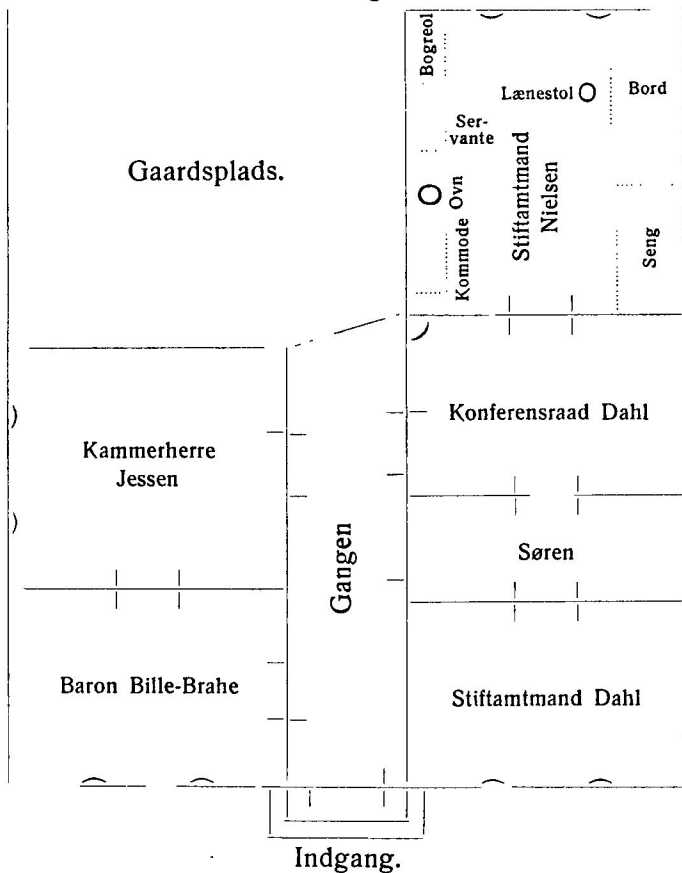 Bogreol
Lænestol
Bord
Ser-
vante
Gaardsplads.
Ovn
Stiftamtmand
Nielsen
Kommode
Seng
Konferensraad Dahl
Kammerherre
Jessen
Gangen
Søren
Baron Bille-Brahe
Stiftamtmand Dahl
Indgang.